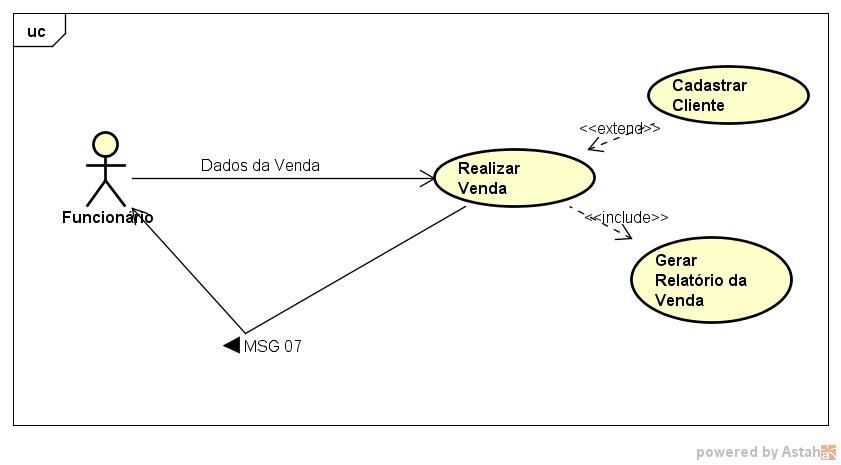 uc
Cadastrar
Cliente
<<extend>>
Dados da Venda
Realizar
Venda
Funcionário
<<include>>
Gerar
Relatório da
Venda
MSG 07
powered by Astah